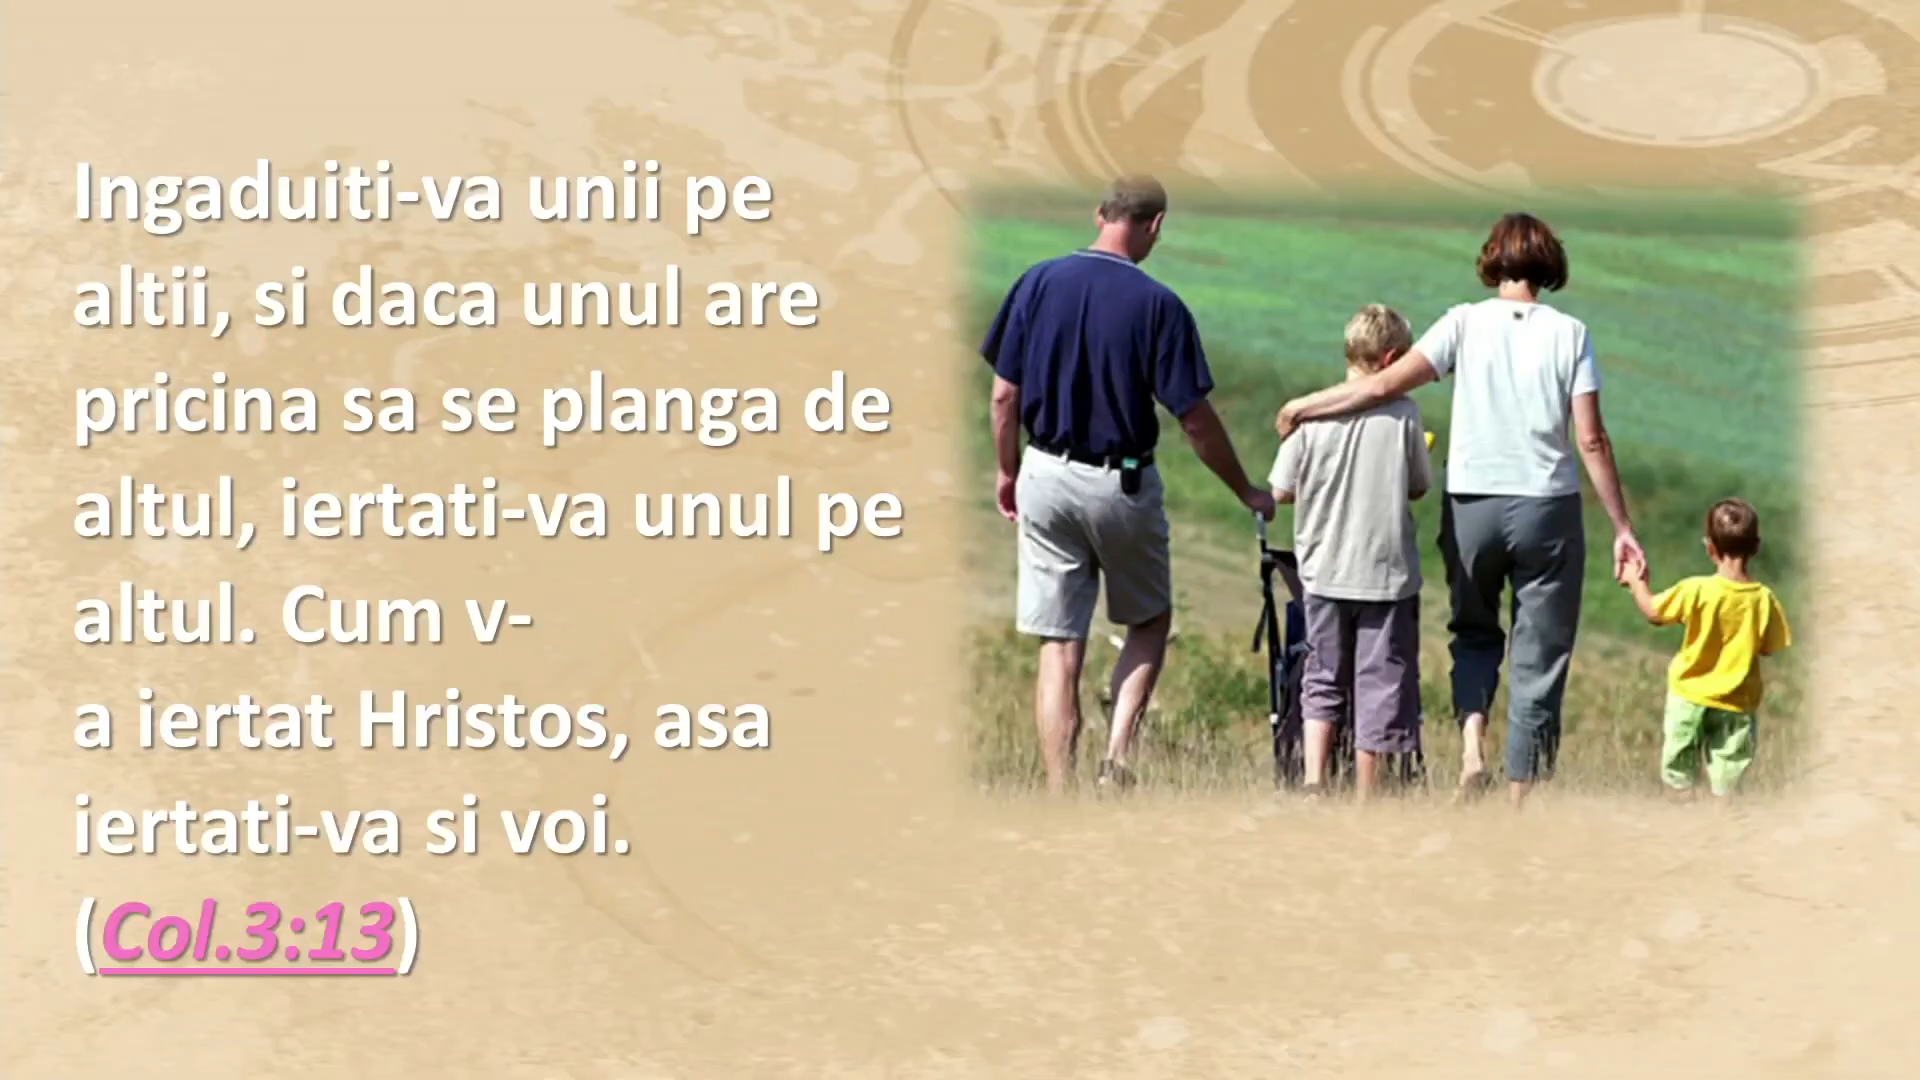 Ingaduiti-va unii pe
altii, si daca unul are
pricina sa se planga de
altul, iertati-va unul pe
altul. Cum v-
a iertat Hristos, asa
iertati-va si voi.
(Col.3:13)